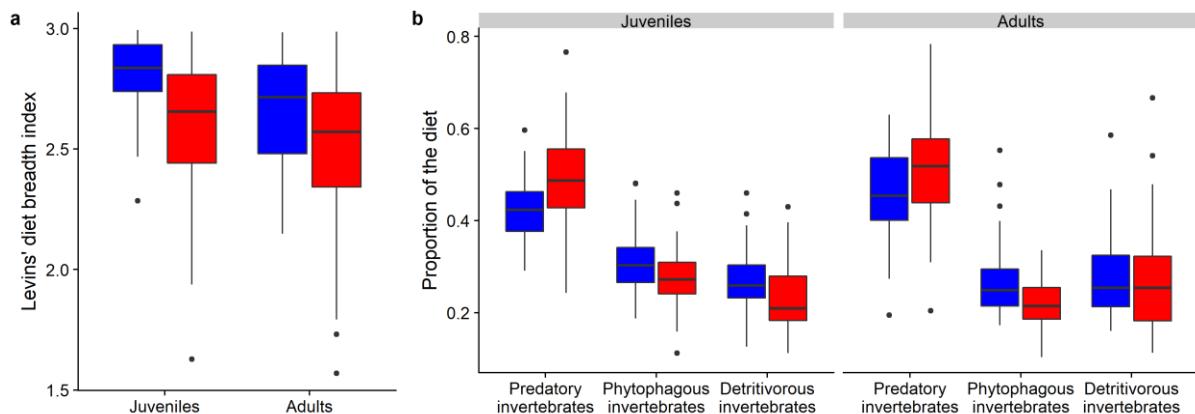 a
Levins' diet breadth index
3.0
2.5
2.0
1.5
Juveniles Adults
b
Juveniles Adults
Proportion of the diet
0.8
0.6
0.4
0.2
Predatory Phytophagous Detritivorous Predatory Phytophagous Detritivorous
invertebrates invertebrates invertebrates invertebrates invertebrates invertebrates